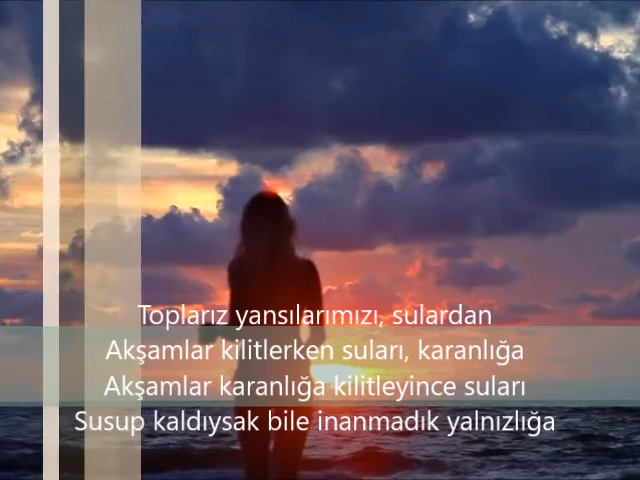 Toplarız yansılarımızı, sulardan
Akşamlar kilitlerken suları, karanlığa
Akşamlar karanlığa kilitleyince suları
Susup kaldıysak bile inanmadık yalnızlığa